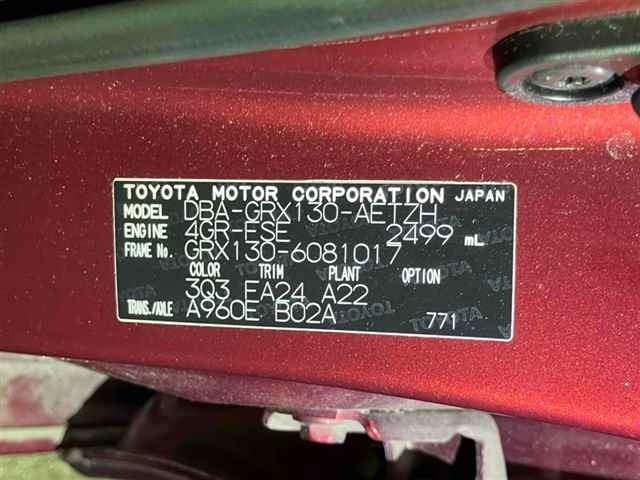 TOYOTA MOTOR CORPORATION JAPAN
MODEL DBA-GRX130-AETZH
ENGINE 4GR-FSE 2499 mL
FRAME No. GRX130-6081017
COLOR TRIM PLANT OPTION
3Q3 EA24 A22
TRANS./AXLE A960E B02A 771